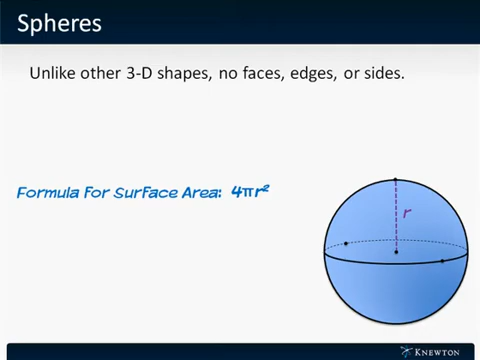 Spheres
Unlike other 3-D shapes, no faces, edges, or sides.
Formula For Surface Area: 4πr²
r
KNEWTON